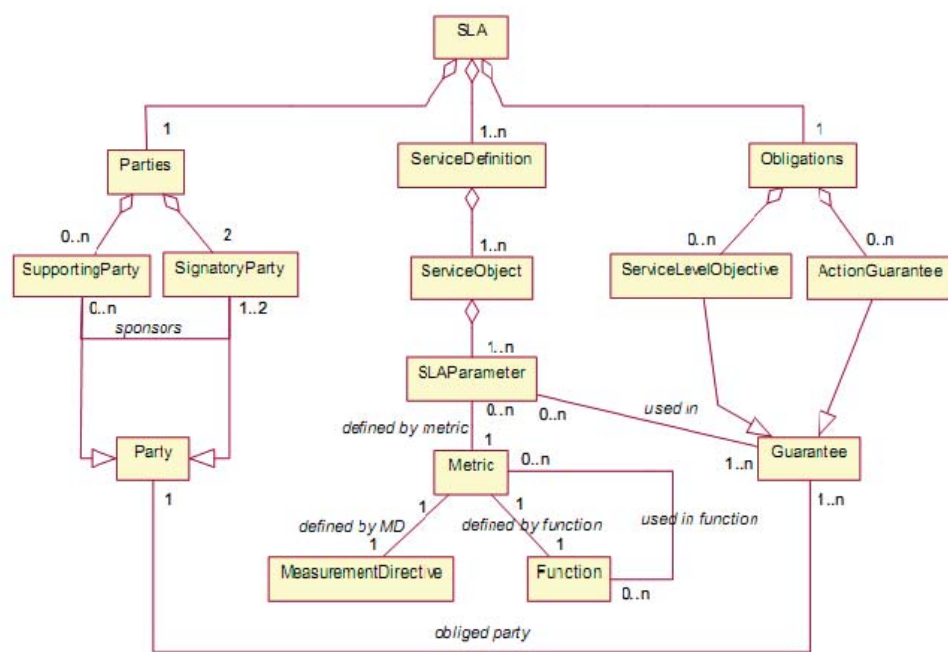 SLA
1
1..n
1
Parties
ServiceDefinition
Obligations
0..n
2
1..n
0..n
0..n
SupportingParty
SignatoryParty
ServiceObject
ServiceLevelObjective
ActionGuarantee
0..n
sponsors
1..2
1..n
SLAParameter
0..n
0..n
used in
defined by metric
1
Party
Metric
0..n
Guarantee
1..n
1
1..n
1
1
defined by MD
defined by function
used in function
1
1
MeasurementDirective
Function
0..n
obliged party